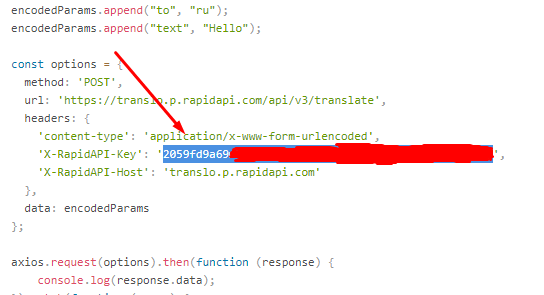 encodedParams.append("to", "ru");
encodedParams.append("text", "Hello");
const options = {
method: 'POST',
url: 'https://translo.p.rapidapi.com/api/v3/translate',
headers: {
'content-type': 'application/x-www-form-urlencoded',
'X-RapidAPI-Key': '2059fd9a69 ',
'X-RapidAPI-Host': 'translo.p.rapidapi.com'
},
data: encodedParams
};
axios.request(options).then(function (response) {
console.log(response.data);